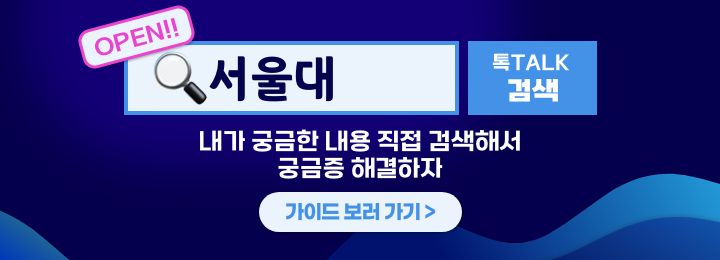 OPEN!!
서울대
톡TALK
검색
내가 궁금한 내용 직접 검색해서
궁금증 해결하자
가이드 보러 가기 >